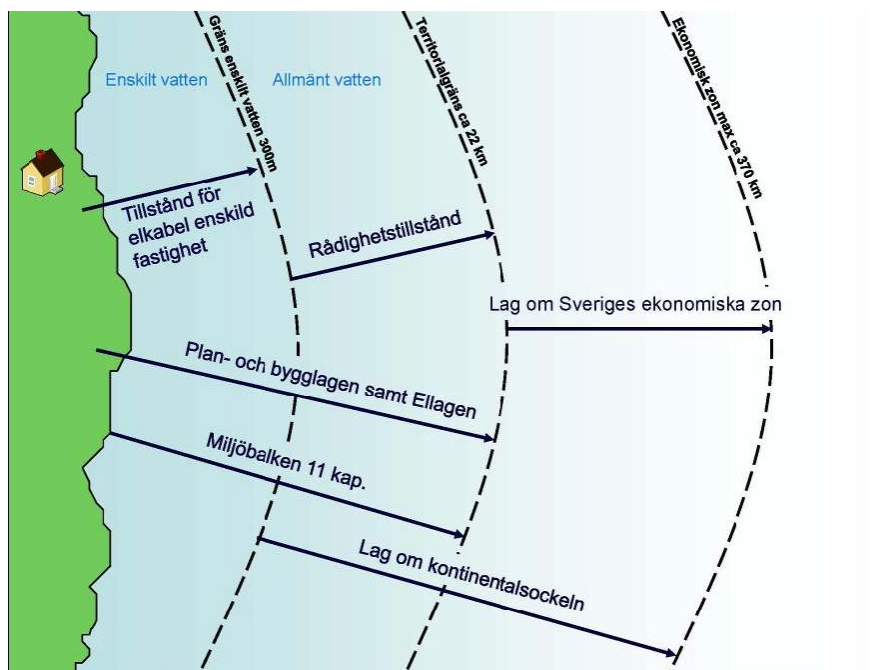 Enskilt vatten
Gräns enskilt vatten 300m
Allmänt vatten
Territorialgräns ca 22 km
Ekonomisk zon max ca 370 km
Tillstånd för
elkabel enskild
fastighet
Rådighetstillstånd
Lag om Sveriges ekonomiska zon
Plan- och bygglagen samt Ellagen
Miljöbalken 11 kap.
Lag om kontinentalsockeln